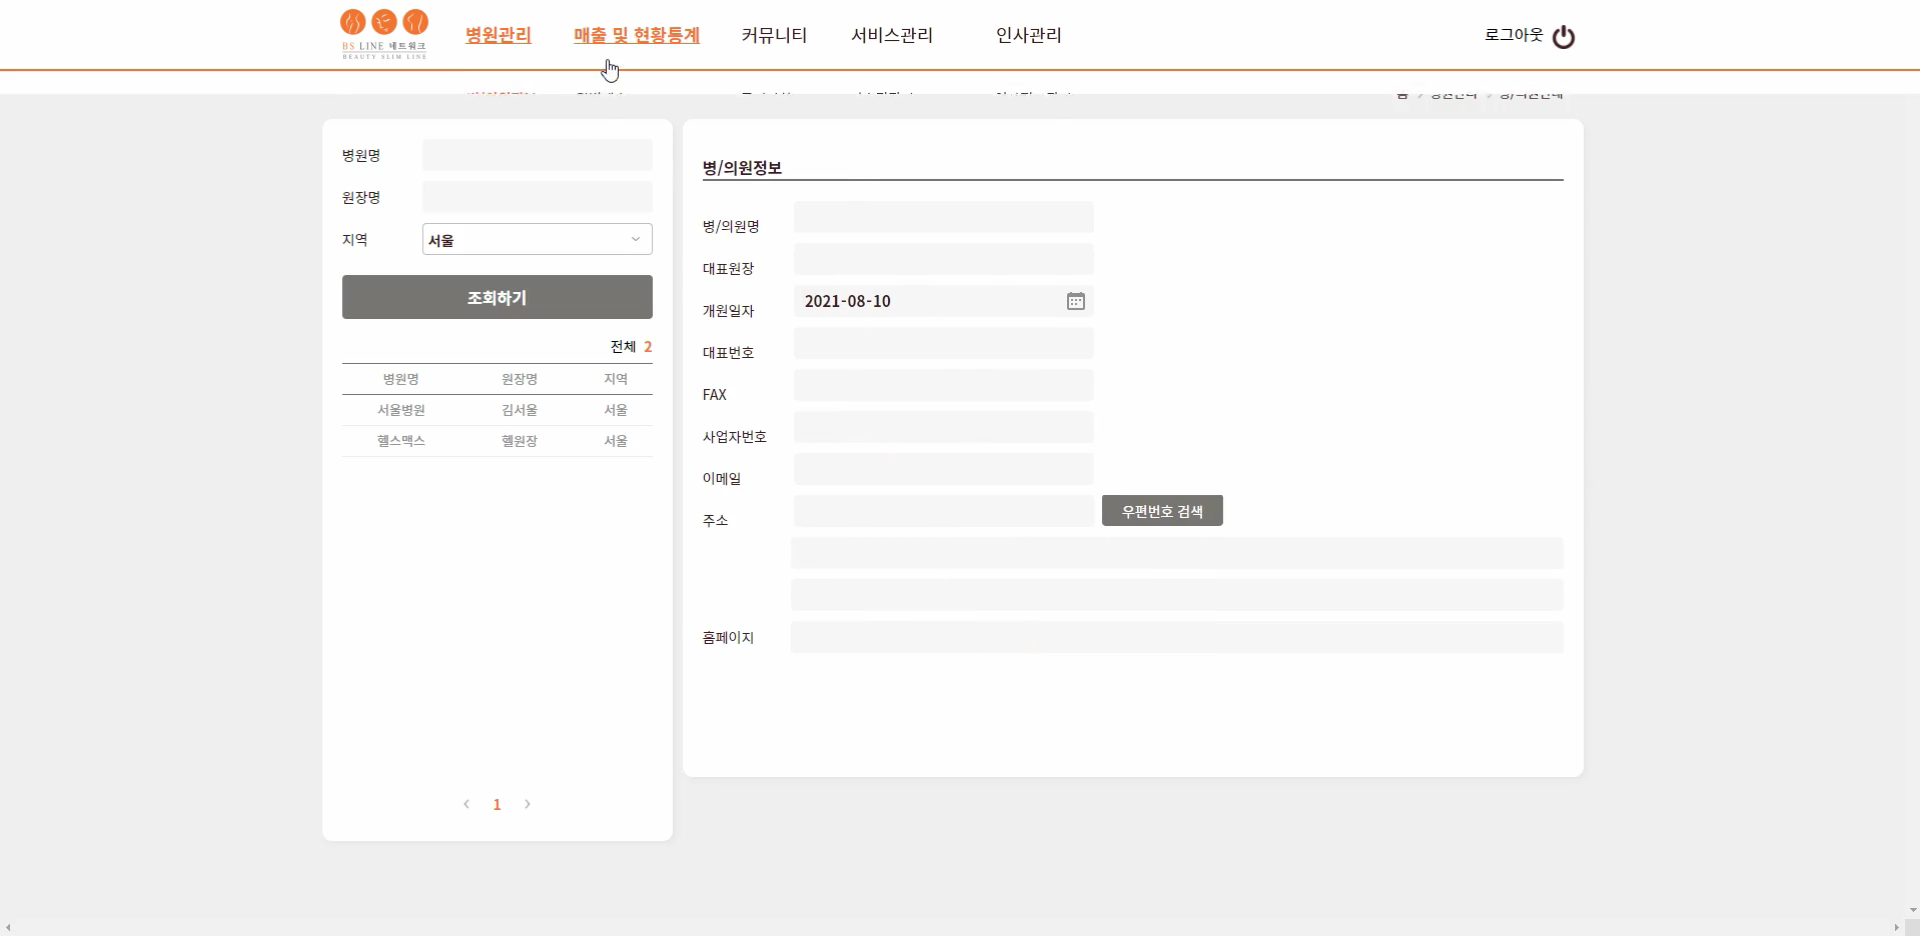 BS LINE 네트워크
BEAUTY SLIM LINE
병원관리 매출 및 현황통계 커뮤니티 서비스관리 인사관리 로그아웃
병원명
원장명
지역 서울
조회하기
전체 2
병원명 원장명 지역
서울병원 김서울 서울
헬스맥스 헬원장 서울
1
병/의원정보
병/의원명
대표원장
개원일자 2021-08-10
대표번호
FAX
사업자번호
이메일
주소 우편번호 검색
홈페이지